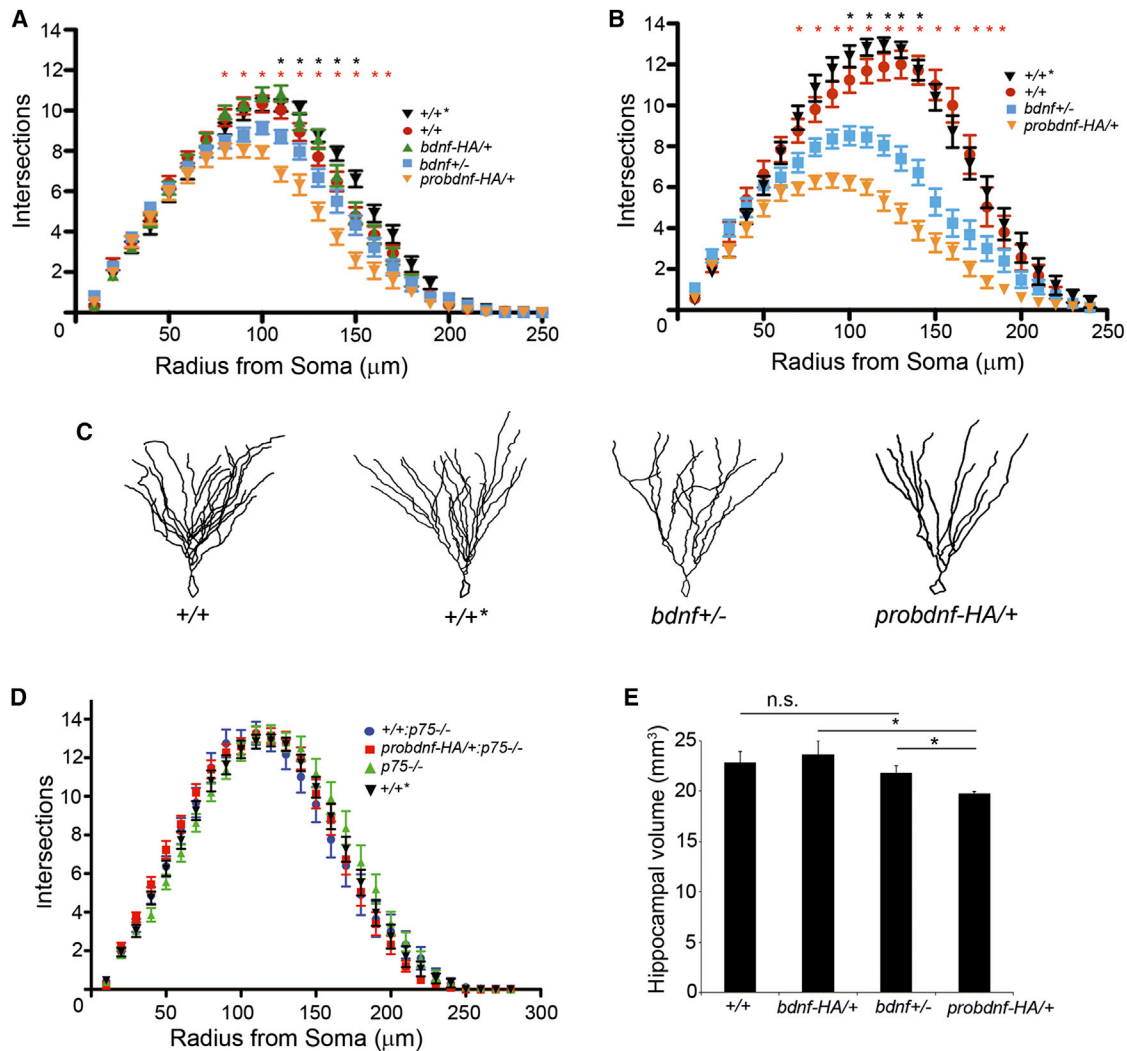 A
14
12
10
8
6
4
2
0
Intersections
* * * * *
* * * * * * * * * *
+/+*
+/+
bdnf-HA/+
bdnf+/-
probdnf-HA/+
50 100 150 200 250
Radius from Soma (μm)
B
14
12
10
8
6
4
2
0
Intersections
* * * * *
* * * * * * * * * * * * *
+/+*
+/+
bdnf+/-
probdnf-HA/+
50 100 150 200 250
Radius from Soma (μm)
C
+/+
+/+*
bdnf+/-
probdnf-HA/+
D
14
12
10
8
6
4
2
0
Intersections
+/+:p75-/-
probdnf-HA/+:p75-/-
p75-/-
+/+*
50 100 150 200 250 300
Radius from Soma (μm)
E
n.s.
*
*
25
20
15
10
5
0
Hippocampal volume (mm³)
+/+ bdnf-HA/+ bdnf+/- probdnf-HA/+